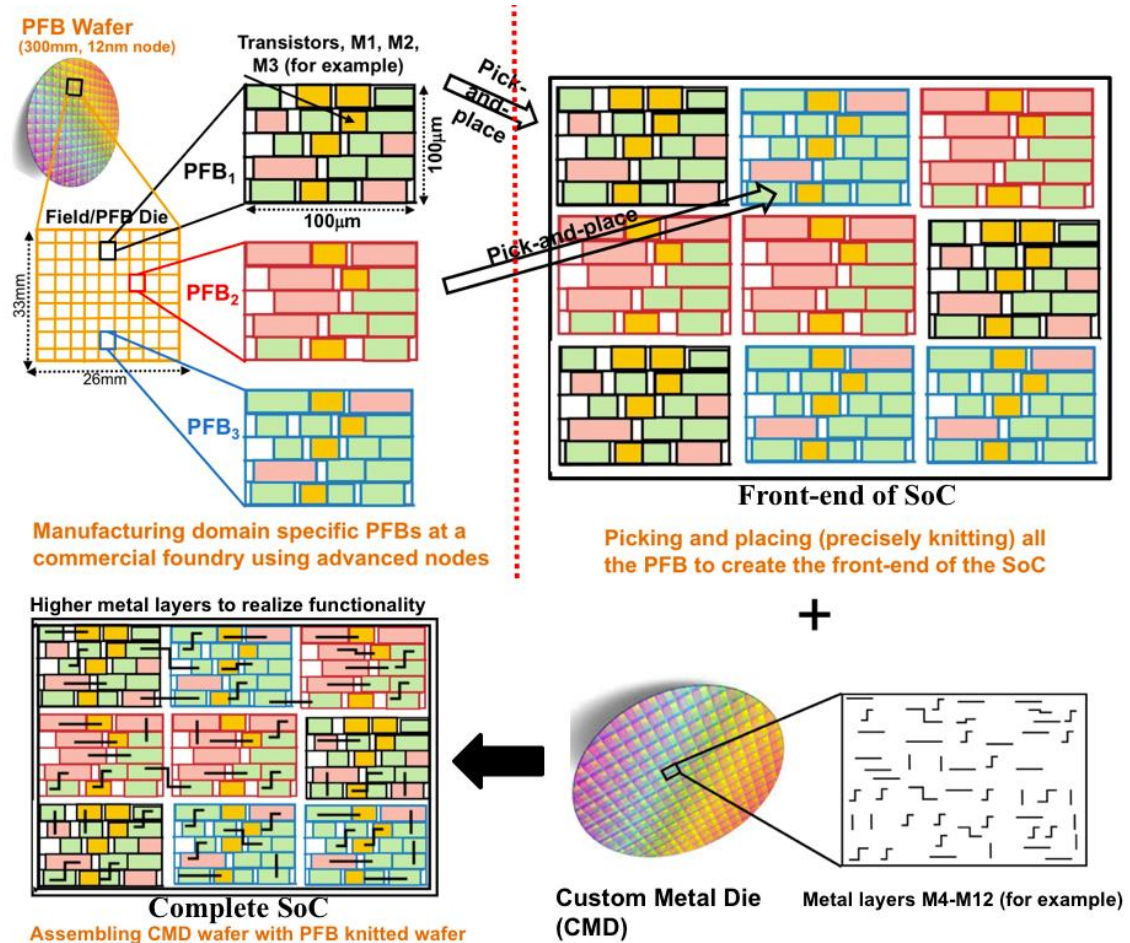 PFB Wafer
(300mm, 12nm node)
Transistors, M1, M2,
M3 (for example)
Pick-
and-
place
PFB1
100µm
100µm
Field/PFB Die
Pick-and-place
PFB2
33mm
26mm
PFB3
Front-end of SoC
Manufacturing domain specific PFBs at a
commercial foundry using advanced nodes
Picking and placing (precisely knitting) all
the PFB to create the front-end of the SoC
Higher metal layers to realize functionality
+
Complete SoC
Assembling CMD wafer with PFB knitted wafer
Custom Metal Die
(CMD)
Metal layers M4-M12 (for example)